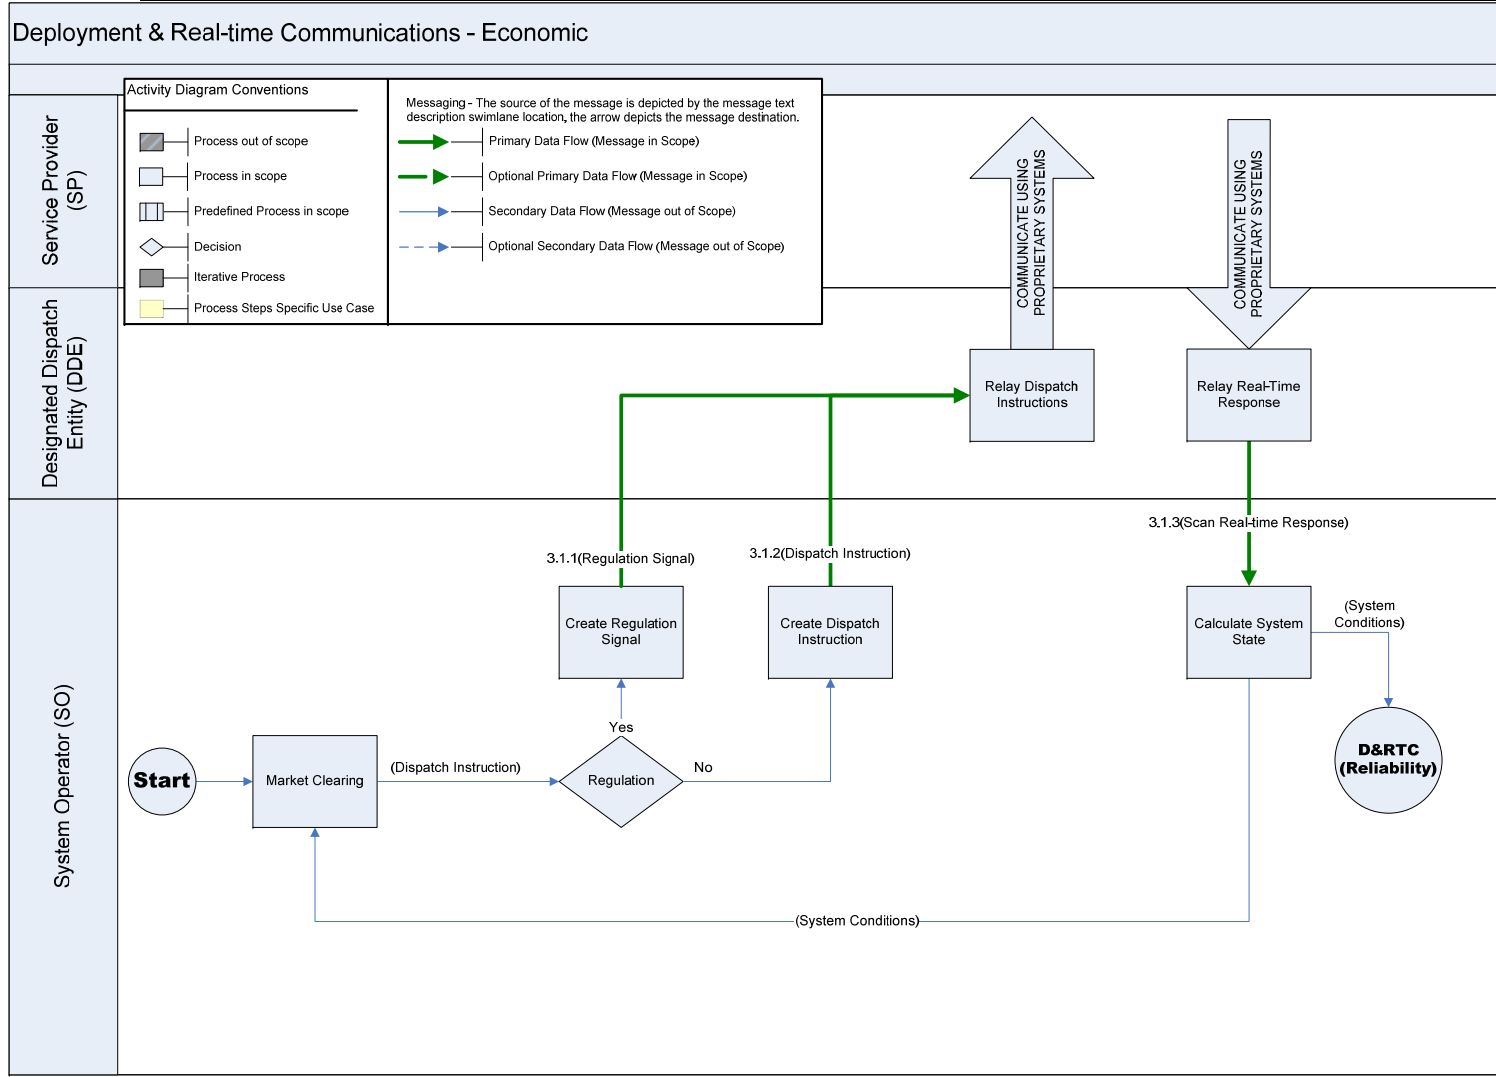 Deployment & Real-time Communications - Economic
Activity Diagram Conventions
Process out of scope
Process in scope
Predefined Process in scope
Decision
Iterative Process
Process Steps Specific Use Case
Messaging - The source of the message is depicted by the message text
description swimlane location, the arrow depicts the message destination.
Primary Data Flow (Message in Scope)
Optional Primary Data Flow (Message in Scope)
Secondary Data Flow (Message out of Scope)
Optional Secondary Data Flow (Message out of Scope)
Service Provider
(SP)
COMMUNICATE USING
PROPRIETARY SYSTEMS
COMMUNICATE USING
PROPRIETARY SYSTEMS
Designated Dispatch
Entity (DDE)
Relay Dispatch
Instructions
Relay Real-Time
Response
System Operator (SO)
3.1.1(Regulation Signal)
3.1.2(Dispatch Instruction)
3.1.3(Scan Real-time Response)
Create Regulation
Signal
Create Dispatch
Instruction
Calculate System
State
(System
Conditions)
Yes
Start
Market Clearing
(Dispatch Instruction)
Regulation
No
D&RTC
(Reliability)
(System Conditions)